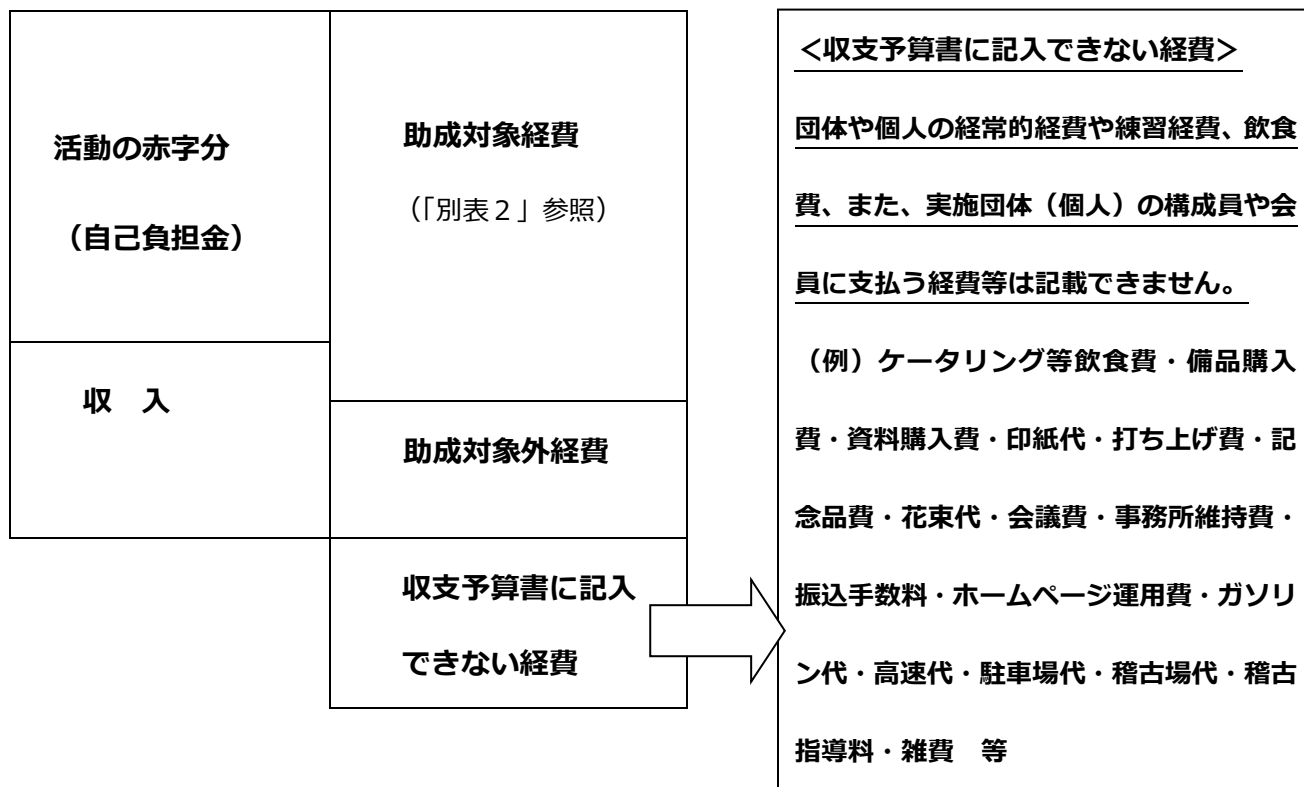 活動の赤字分
（自己負担金）
収　入
助成対象経費
（「別表２」参照）
助成対象外経費
収支予算書に記入
できない経費
＜収支予算書に記入できない経費＞
団体や個人の経常的経費や練習経費、飲食
費、また、実施団体（個人）の構成員や会
員に支払う経費等は記載できません。
（例）ケータリング等飲食費・備品購入
費・資料購入費・印紙代・打ち上げ費・記
念品費・花束代・会議費・事務所維持費・
振込手数料・ホームページ運用費・ガソリ
ン代・高速代・駐車場代・稽古場代・稽古
指導料・雑費　等